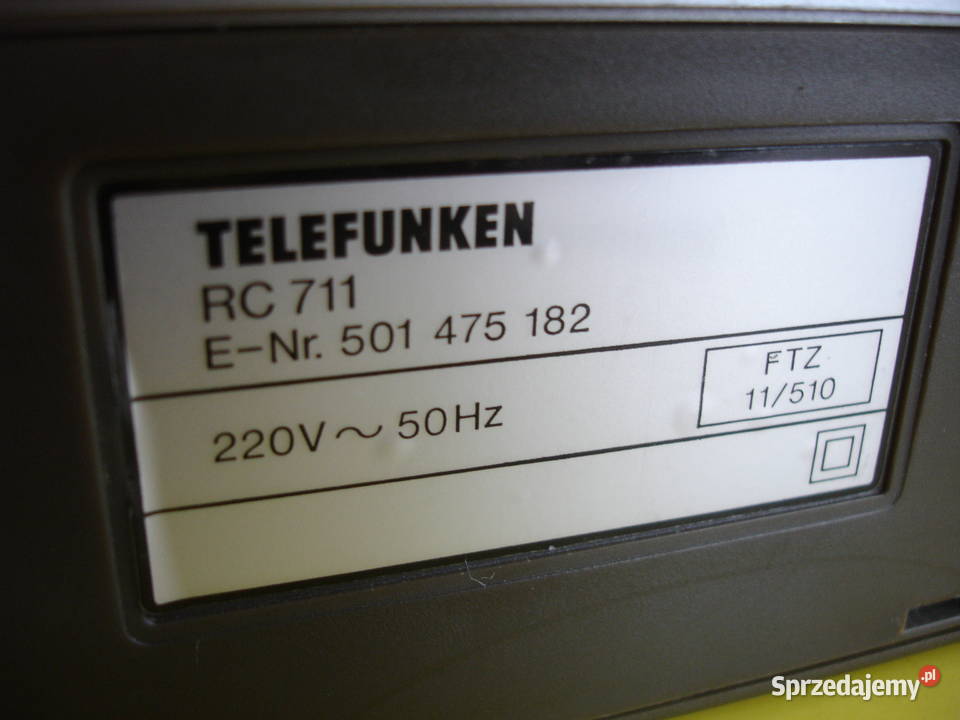 TELEFUNKEN
RC 711
E-Nr. 501 475 182
220V ~ 50Hz
FTZ
11/510
Sprzedajemy.pl